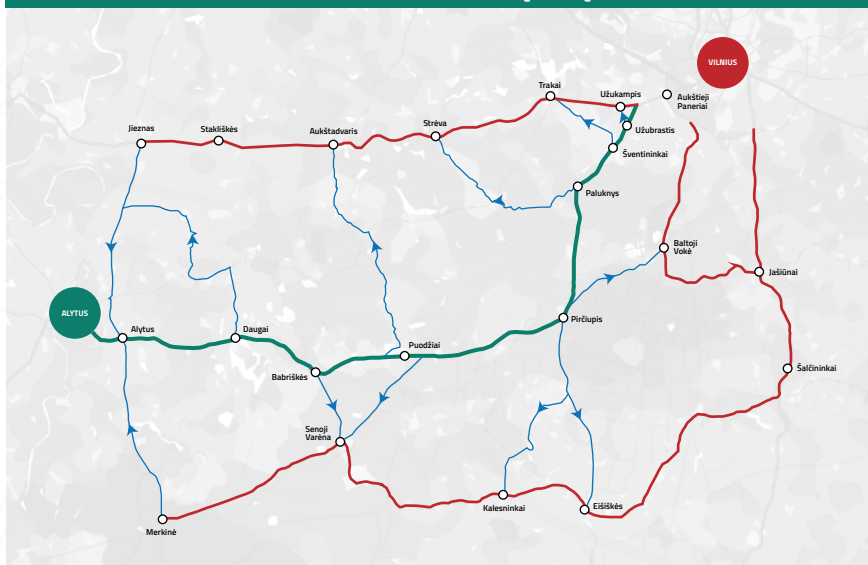 VILNIUS
Trakai
Užukampis
Aukštieji
Paneriai
Strėva
Jieznas
Stakliškės
Aukštadvaris
Užubrastis
Šventininkai
Paluknys
Baltoji
Vokė
Jašiūnai
ALYTUS
Alytus
Daugai
Pirčiupis
Puodžiai
Babriškės
Šalčininkai
Senoji
Varėna
Kalesninkai
Eišiškės
Merkinė